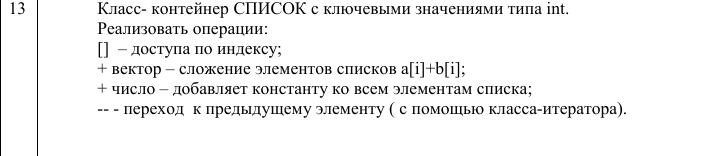 13 Класс- контейнер СПИСОК с ключевыми значениями типа int.
Реализовать операции:
[] – доступа по индексу;
+ вектор – сложение элементов списков a[i]+b[i];
+ число – добавляет константу ко всем элементам списка;
-- - переход к предыдущему элементу ( с помощью класса-итератора).